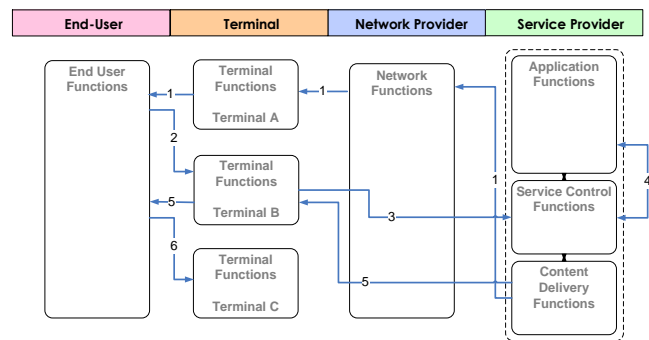 End-User
Terminal
Network Provider
Service Provider
End User
Functions
Terminal
Functions
Terminal A
Network
Functions
Application
Functions
1
1
2
Terminal
Functions
Terminal B
1
4
Service Control
Functions
5
3
6
Terminal
Functions
Terminal C
5
Content
Delivery
Functions